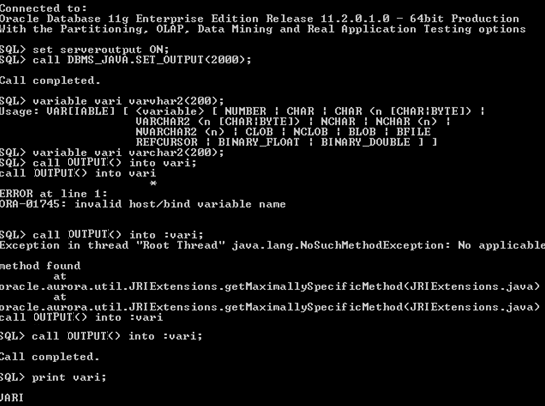 Connected to:
Oracle Database 11g Enterprise Edition Release 11.2.0.1.0 - 64bit Production
With the Partitioning, OLAP, Data Mining and Real Application Testing options
SQL> set serveroutput ON;
SQL> call DBMS_JAVA.SET_OUTPUT(2000);
Call completed.
SQL> variable vari varvhar2(200);
Usage: VAR[IABLE] [ <variable> [ NUMBER ¦ CHAR ¦ CHAR (n [CHAR¦BYTE]) ¦
VARCHAR2 (n [CHAR¦BYTE]) ¦ NCHAR ¦ NCHAR (n) ¦
NVARCHAR2 (n) ¦ CLOB ¦ NCLOB ¦ BLOB ¦ BFILE
REFCURSOR ¦ BINARY_FLOAT ¦ BINARY_DOUBLE ] ]
SQL> variable vari varchar2(200);
SQL> call OUTPUT() into vari;
call OUTPUT() into vari
*
ERROR at line 1:
ORA-01745: invalid host/bind variable name
SQL> call OUTPUT() into :vari;
Exception in thread "Root Thread" java.lang.NoSuchMethodException: No applicable
method found
at
oracle.aurora.util.JRIExtensions.getMaximallySpecificMethod(JRIExtensions.java)
at
oracle.aurora.util.JRIExtensions.getMaximallySpecificMethod(JRIExtensions.java)
call OUTPUT() into :vari
SQL> call OUTPUT() into :vari;
Call completed.
SQL> print vari;
VARI